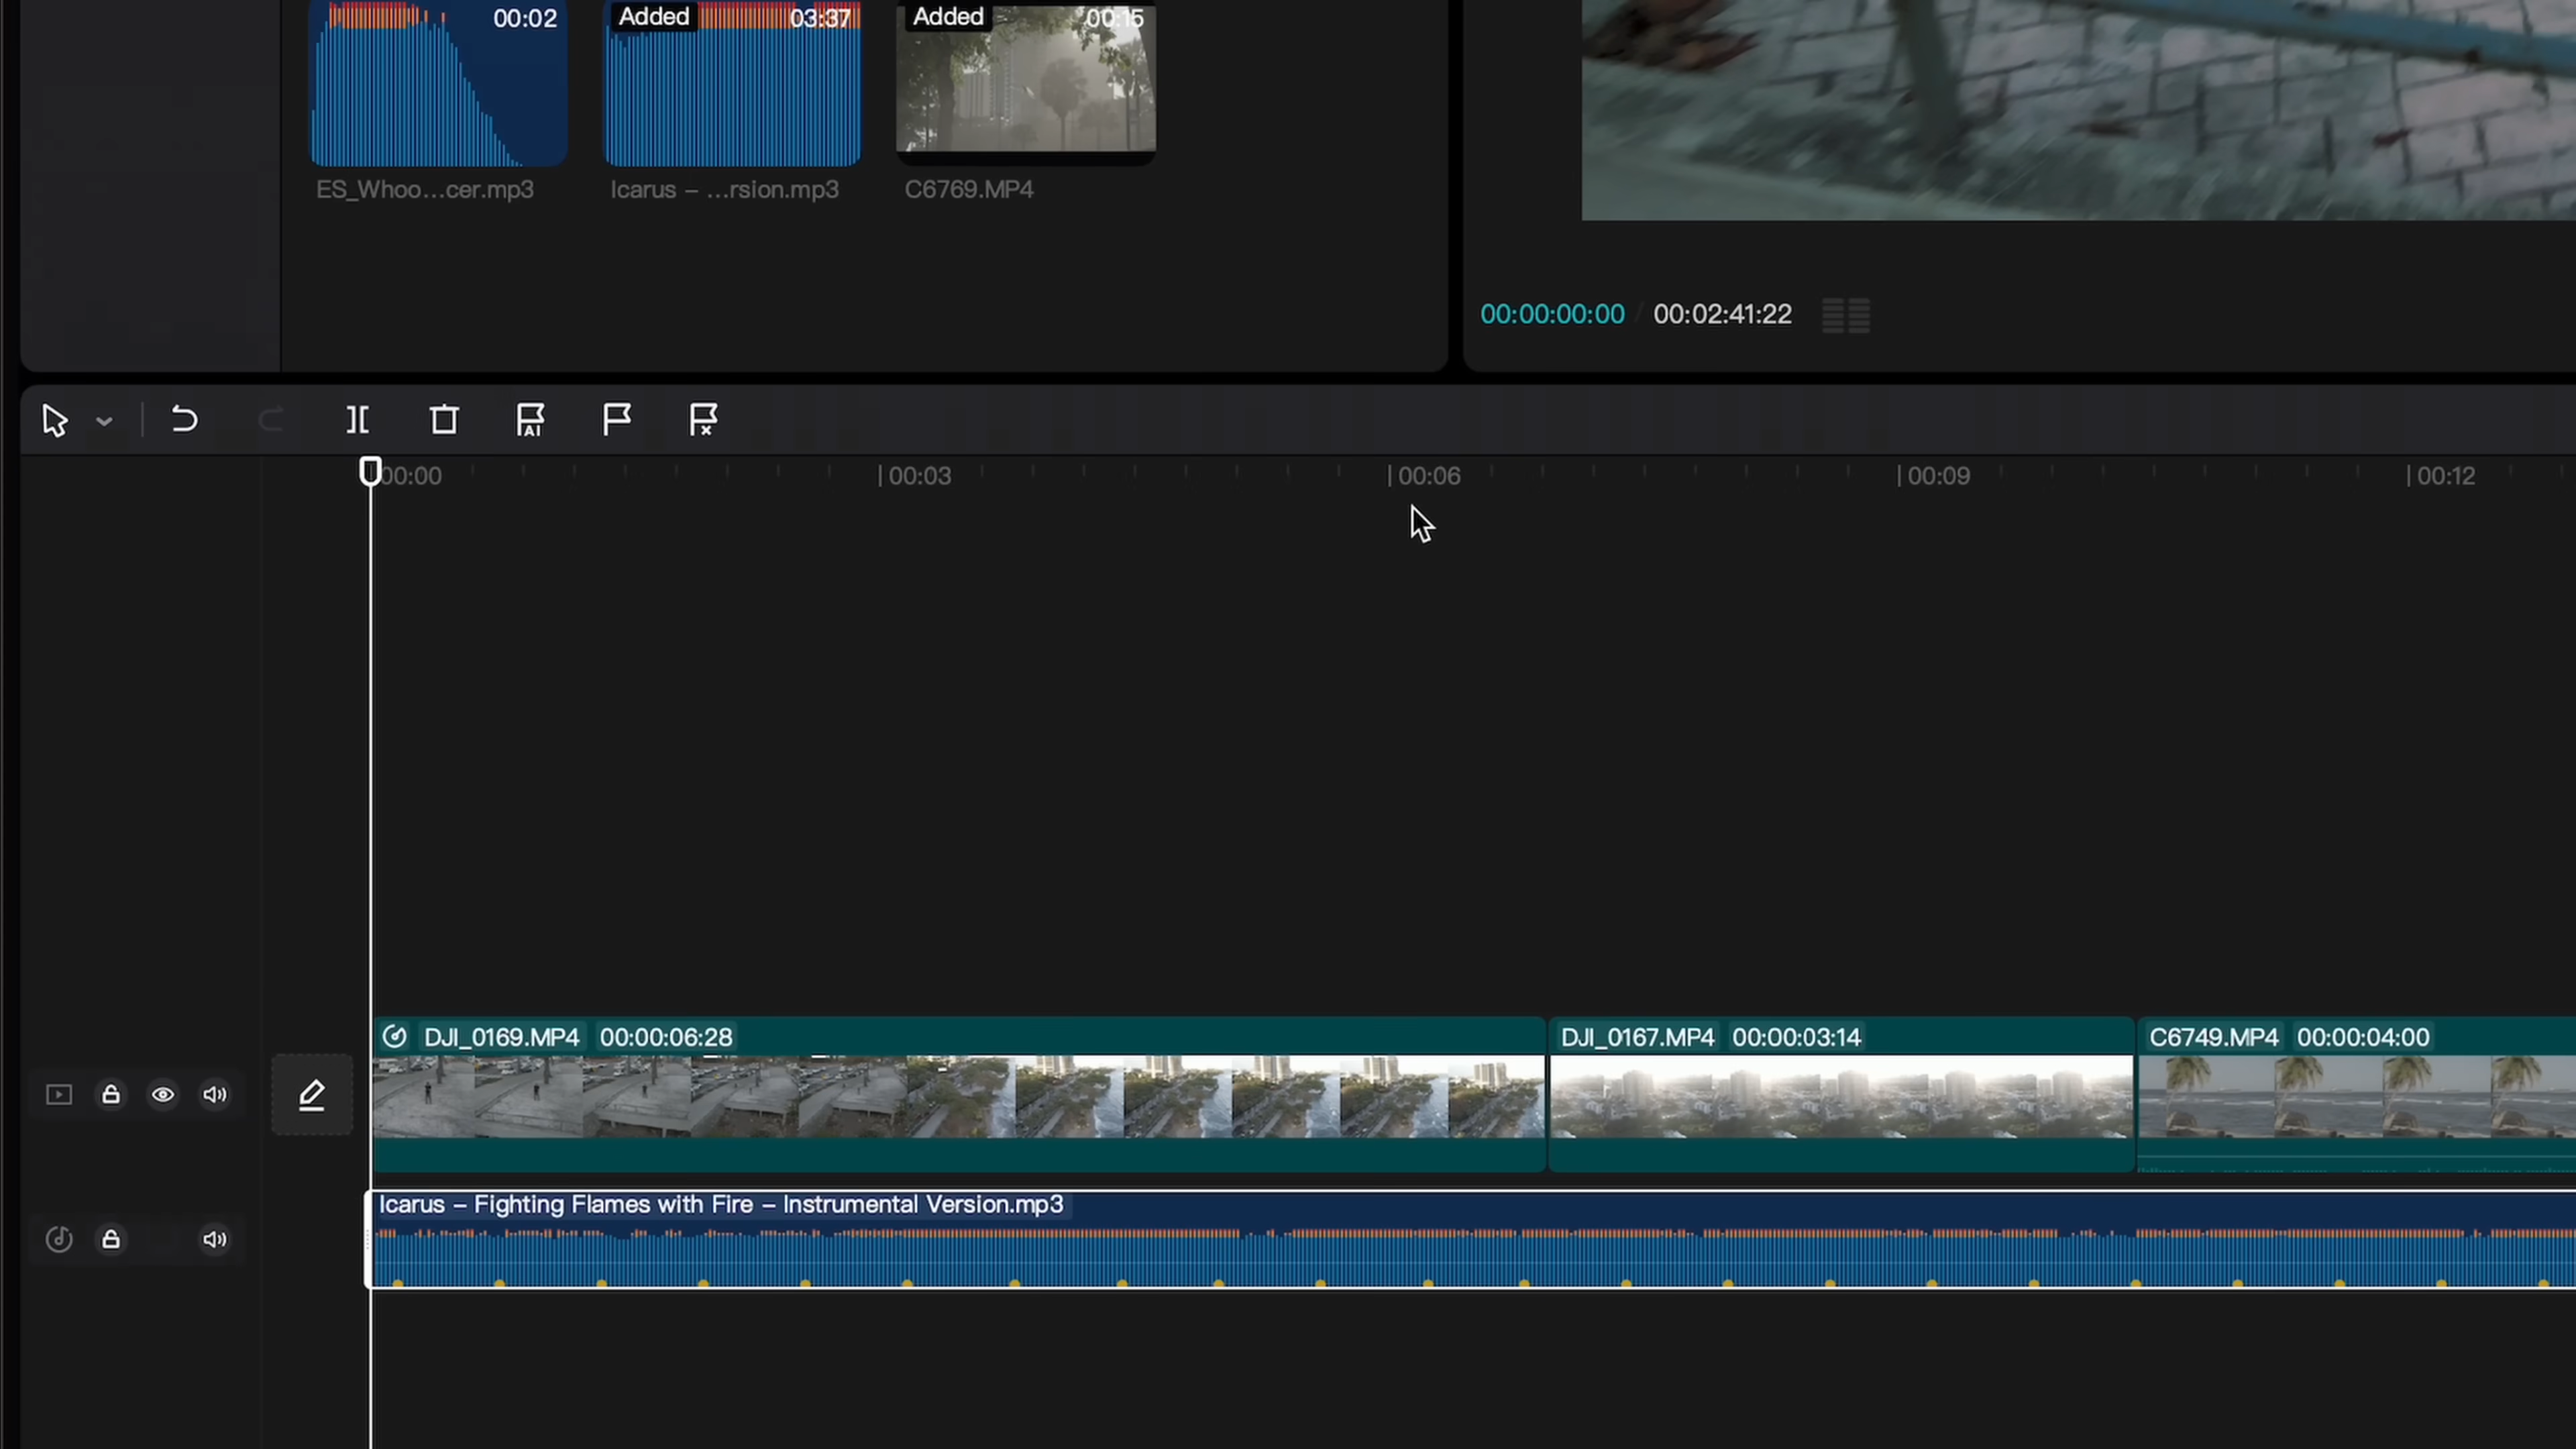 00:02
Added
03:37
Added
00:15
ES_Whoo...cer.mp3
Icarus – ...rsion.mp3
C6769.MP4
00:00:00:00 / 00:02:41:22
AI
00:00
00:03
00:06
00:09
00:12
DJI_0169.MP4 00:00:06:28
DJI_0167.MP4 00:00:03:14
C6749.MP4 00:00:04:00
Icarus – Fighting Flames with Fire – Instrumental Version.mp3